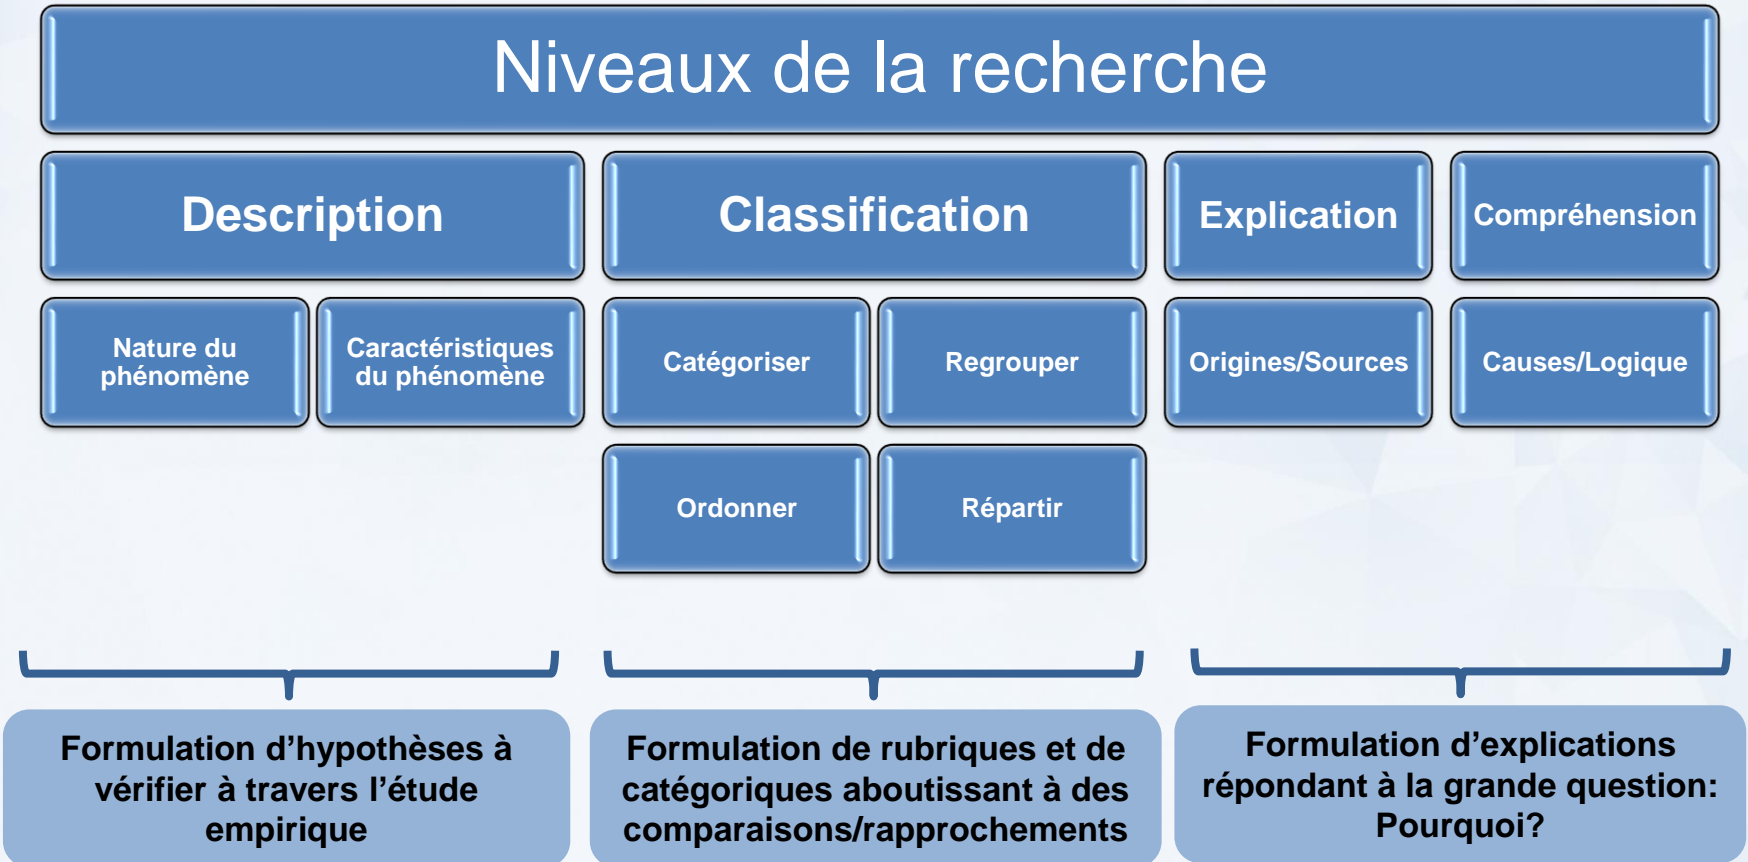 Niveaux de la recherche
Description
Classification
Explication
Compréhension
Nature du
phénomène
Caractéristiques
du phénomène
Catégoriser
Regrouper
Origines/Sources
Causes/Logique
Ordonner
Répartir
Formulation d’hypothèses à
vérifier à travers l’étude
empirique
Formulation de rubriques et de
catégoriques aboutissant à des
comparaisons/rapprochements
Formulation d’explications
répondant à la grande question:
Pourquoi?